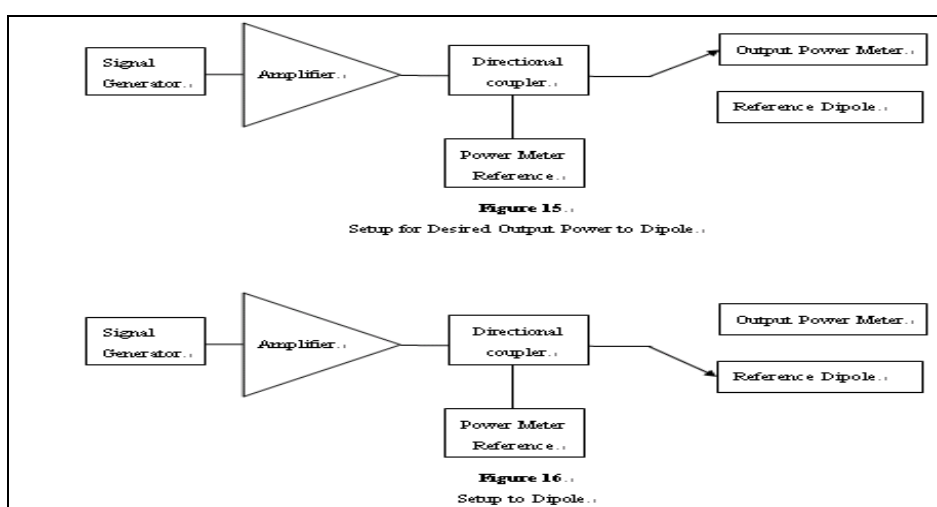 Signal
Generator..
Amplifier..
Directional
coupler..
Output Power Meter..
Reference Dipole..
Power Meter
Reference..
Figure 15..
Setup for Desired Output Power to Dipole..
Signal
Generator..
Amplifier..
Directional
coupler..
Output Power Meter..
Reference Dipole..
Power Meter
Reference..
Figure 16..
Setup to Dipole..